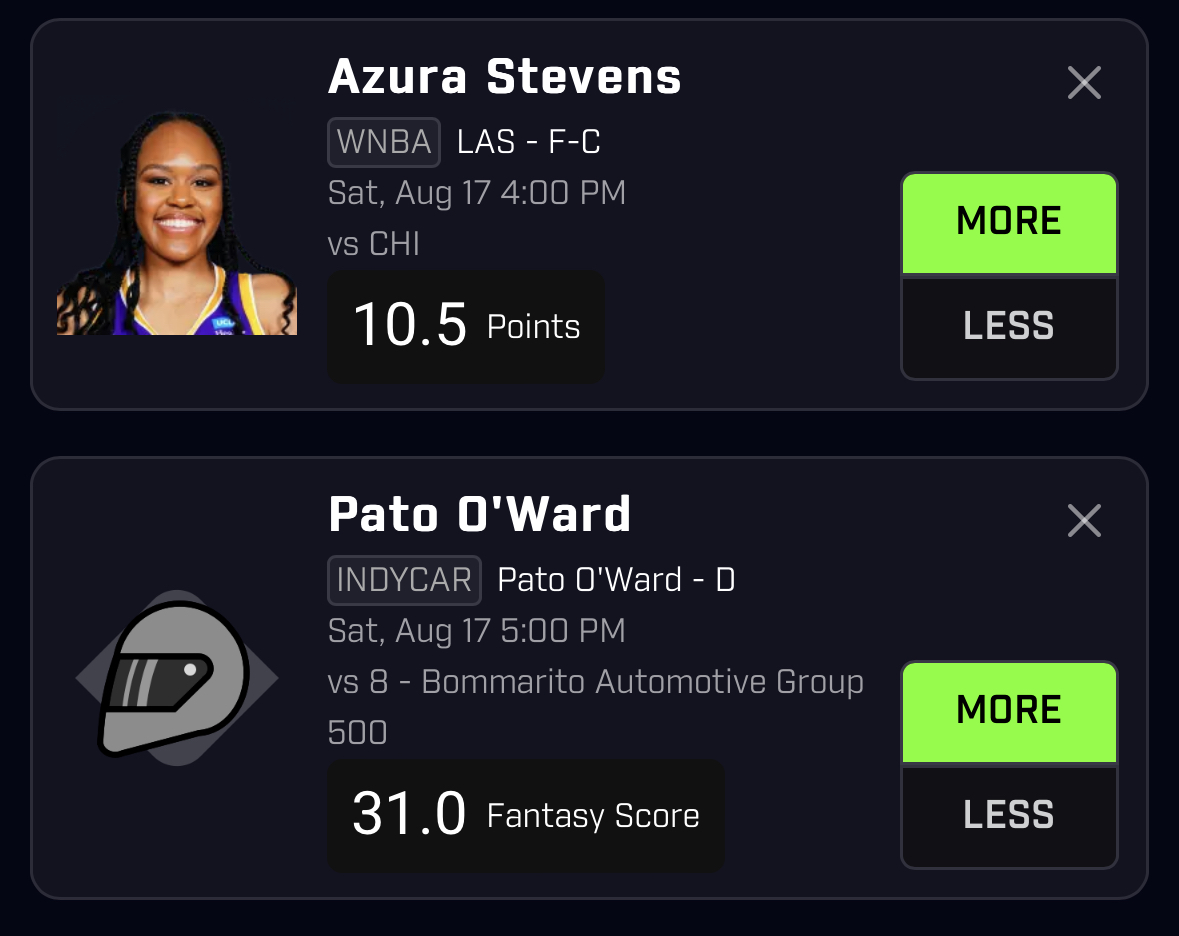 Azura Stevens
WNBA LAS - F-C
Sat, Aug 17 4:00 PM
vs CHI
10.5 Points
MORE
LESS
Pato O'Ward
INDYCAR Pato O'Ward - D
Sat, Aug 17 5:00 PM
vs 8 - Bommarito Automotive Group
500
31.0 Fantasy Score
MORE
LESS